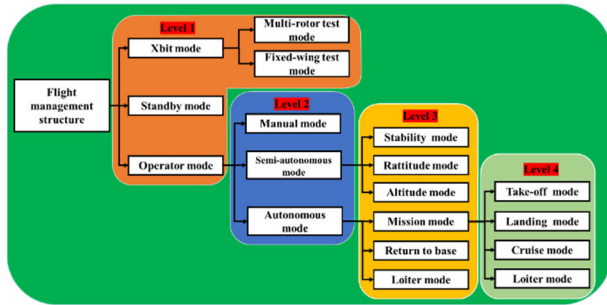 Level 1
Multi-rotor test
mode
Xbit mode
Fixed-wing test
mode
Flight
management
structure
Standby mode
Level 2
Manual mode
Operator mode
Semi-autonomous
mode
Autonomous
mode
Level 3
Stability mode
Rattitude mode
Altitude mode
Mission mode
Return to base
Loiter mode
Level 4
Take-off mode
Landing mode
Cruise mode
Loiter mode